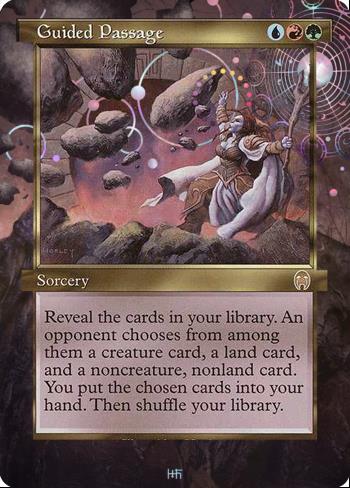 Guided Passage
HORLEY
Sorcery
Reveal the cards in your library. An
opponent chooses from among
them a creature card, a land card,
and a noncreature, nonland card.
You put the chosen cards into your
hand. Then shuffle your library.